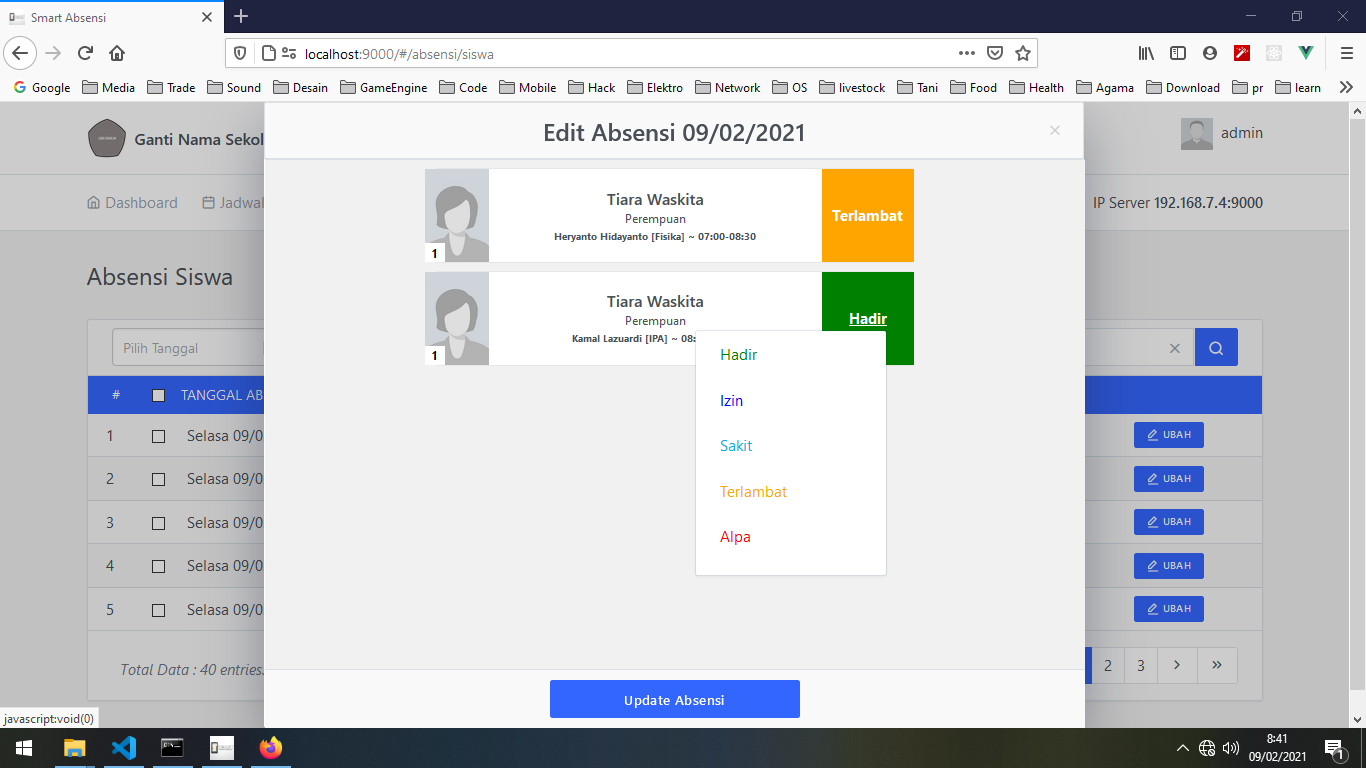 Smart Absensi
localhost:9000/#/absensi/siswa
Google Media Trade Sound Desain GameEngine Code Mobile Hack Elektro Network OS livestock Tani Food Health Agama Download pr learn
Ganti Nama Sekol
Edit Absensi 09/02/2021
admin
Dashboard Jadwal
IP Server 192.168.7.4:9000
Tiara Waskita
Perempuan
Heryanto Hidayanto [Fisika] ~ 07:00-08:30
1
Terlambat
Absensi Siswa
Tiara Waskita
Perempuan
Kamal Lazuardi [IPA] ~ 08:
1
Hadir
Hadir
Izin
Sakit
Terlambat
Alpa
Pilih Tanggal
# TANGGAL AB
1 Selasa 09/0 UBAH
2 Selasa 09/0 UBAH
3 Selasa 09/0 UBAH
4 Selasa 09/0 UBAH
5 Selasa 09/0 UBAH
Total Data : 40 entries.
2 3 › »
Update Absensi
javascript:void(0)
8:41
09/02/2021
1